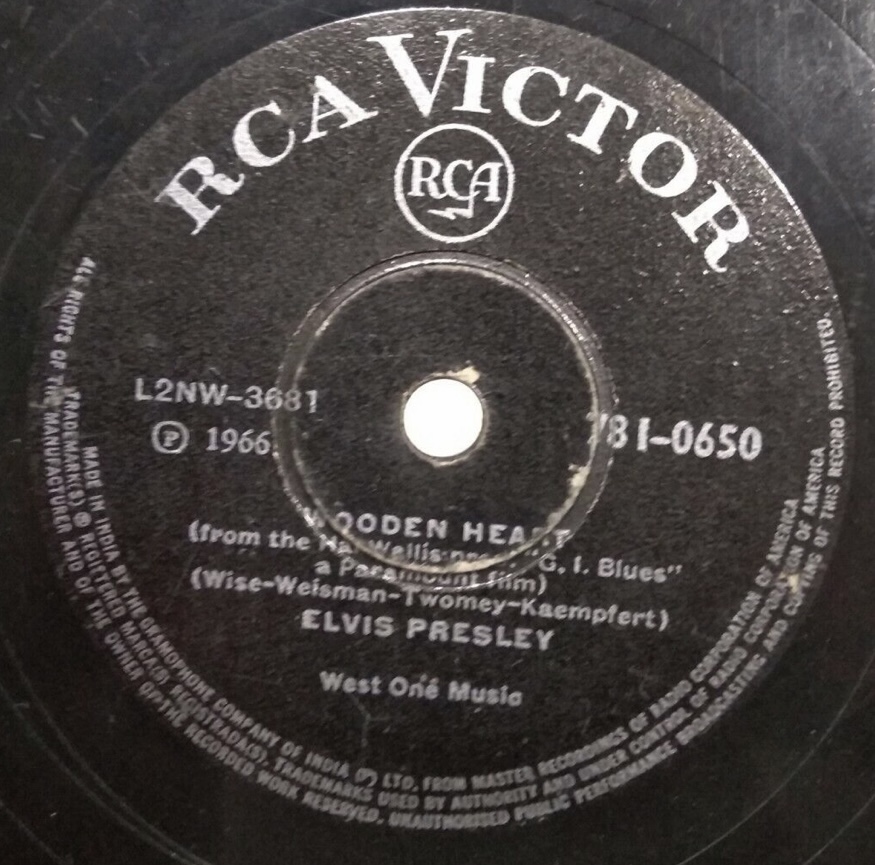 RCA VICTOR
RCA
L2NW-3681
℗ 1966.
81-0650
WOODEN HEART
(from the Hal Wallis "G. I. Blues"
a Paramount film)
(Wise-Weisman-Twomey-Kaempfert)
ELVIS PRESLEY
West One Music
MADE IN INDIA BY THE GRAMOPHONE COMPANY OF INDIA (P) LTD. FROM MASTER RECORDINGS OF RADIO CORPORATION OF AMERICA
TRADEMARK(S) ® REGISTERED MARCA(S) REGISTRADA(S). TRADEMARKS USED BY AUTHORITY AND UNDER CONTROL OF RADIO CORPORATION OF AMERICA
ALL RIGHTS OF THE MANUFACTURER AND OF THE OWNER OF THE RECORDED WORK RESERVED. UNAUTHORISED PUBLIC PERFORMANCE BROADCASTING AND COPYING OF THIS RECORD PROHIBITED.